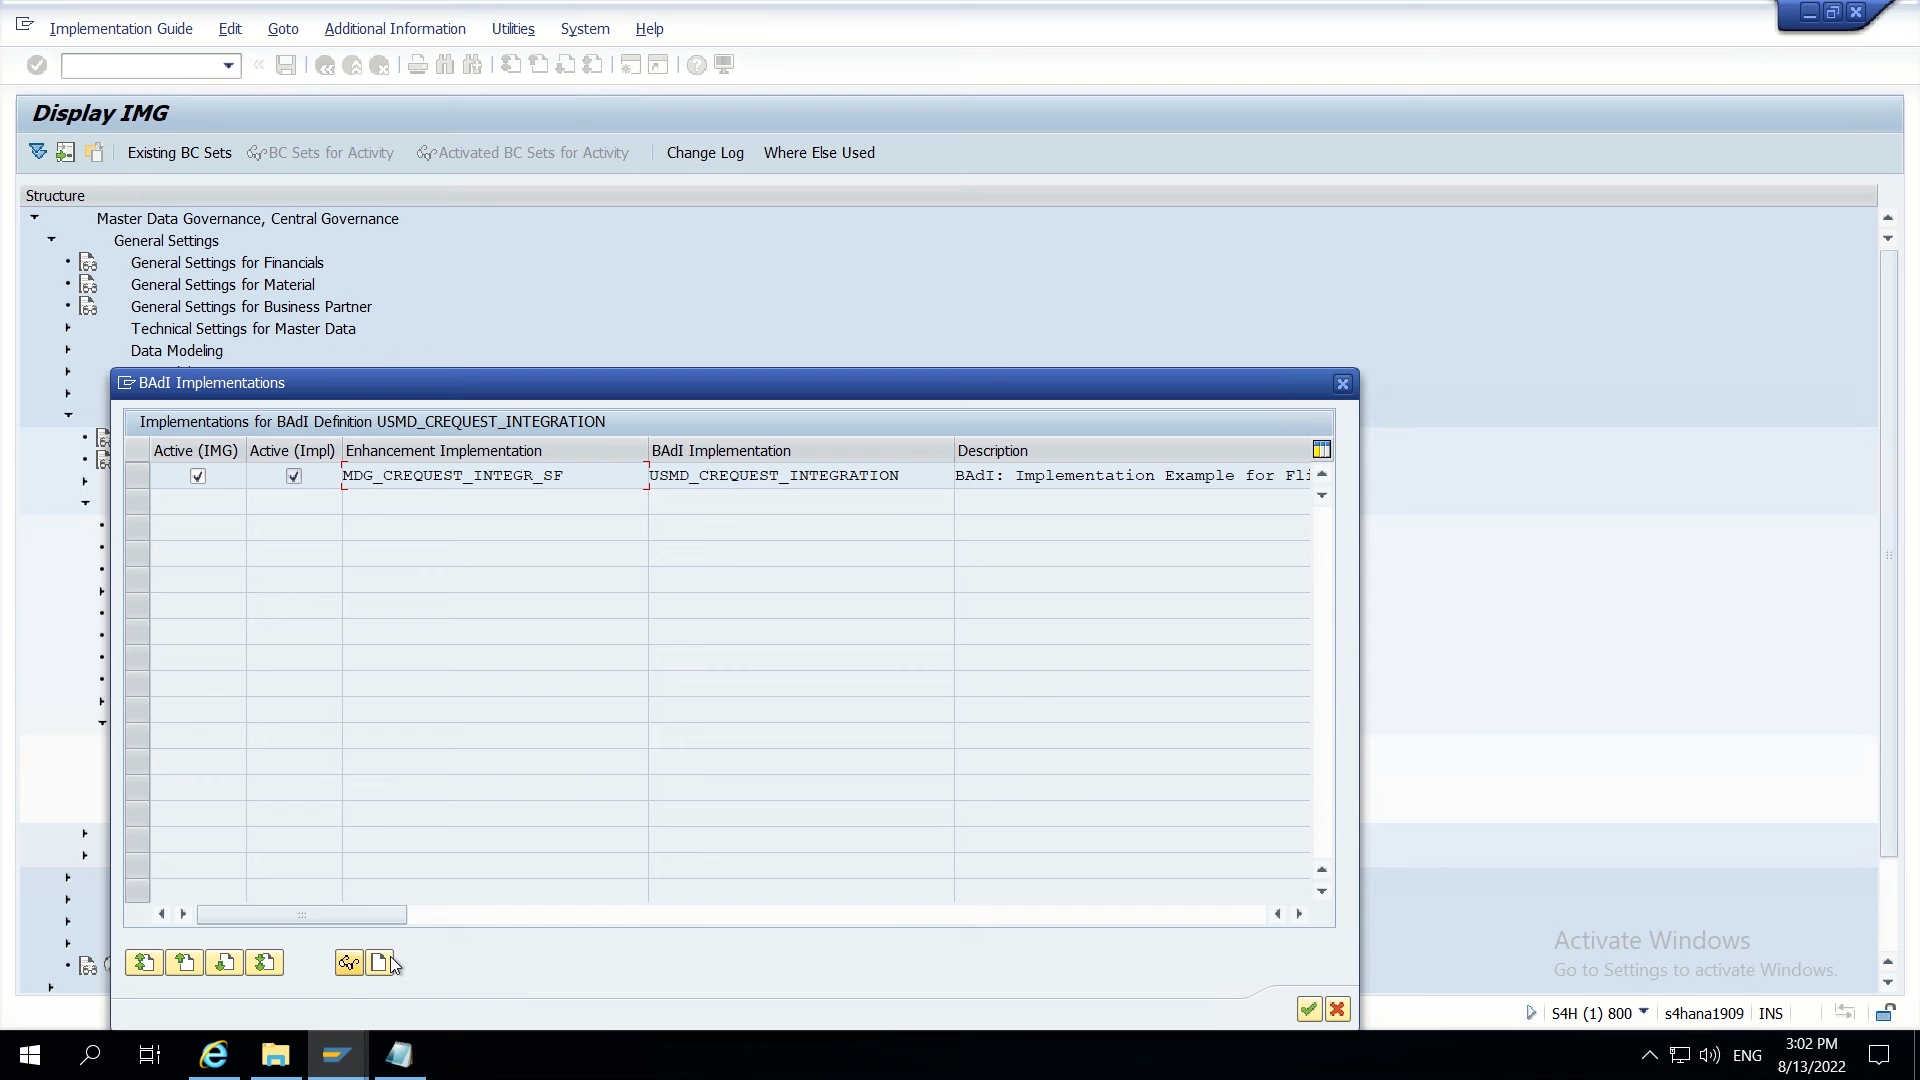 Implementation Guide Edit Goto Additional Information Utilities System Help
Display IMG
Existing BC Sets BC Sets for Activity Activated BC Sets for Activity Change Log Where Else Used
Structure
Master Data Governance, Central Governance
General Settings
General Settings for Financials
General Settings for Material
General Settings for Business Partner
Technical Settings for Master Data
Data Modeling
BAdI Implementations
Implementations for BAdI Definition USMD_CREQUEST_INTEGRATION
Active (IMG) Active (Impl) Enhancement Implementation BAdI Implementation Description
MDG_CREQUEST_INTEGR_SF USMD_CREQUEST_INTEGRATION BAdI: Implementation Example for Fli
Activate Windows
Go to Settings to activate Windows.
S4H (1) 800 s4hana1909 INS
ENG
3:02 PM
8/13/2022